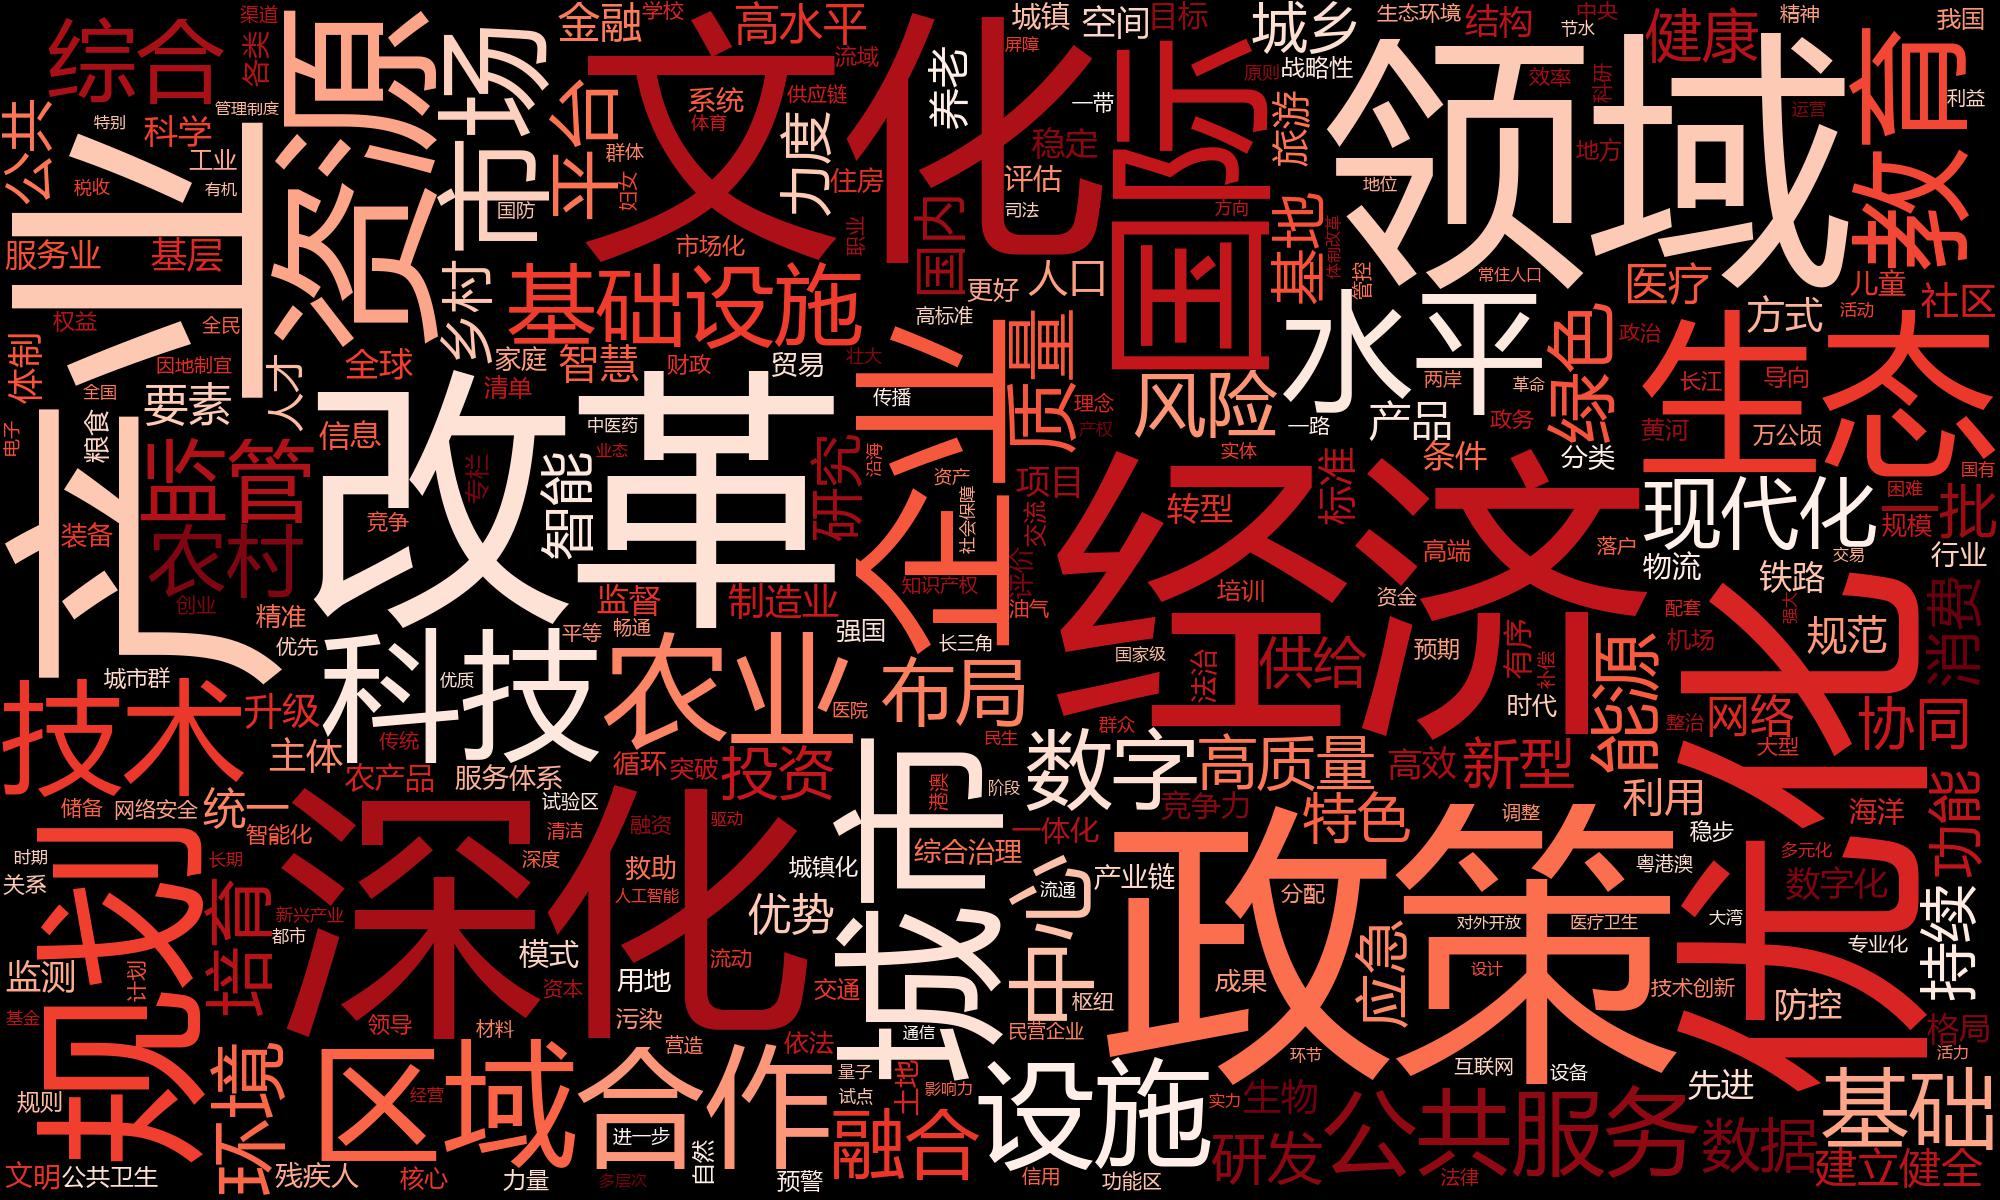 综合
渠道
各类
资源
市场
金融
学校
高水平
文化
流域
城镇
屏障
空间
目标
城乡
生态环境
中央
节水
结构
健康
精神
我国
公共
特别
管理制度
科学
税收
工业
有机
平台
系统
体育
供应链
群体
妇女
力度
养老
一带
国际
原则
战略性
旅游
领域
效率
科研
运营
地方
教育
利益
产业
国防
市场化
住房
职业
稳定
评估
司法
国内
方向
基地
体制改革
地位
服务业
基层
权益
全民
乡村
基础设施
更好
人口
高标准
管控
常住人口
医疗
儿童
社区
活动
体制
因地制宜
全国
全球
人才
家庭
清单
智慧
财政
贸易
壮大
企业
质量
水平
绿色
政治
方式
生态
要素
粮食
电子
信息
改革
中医药
业态
传播
理念
产权
风险
一路
产品
两岸
革命
政务
长江
导向
黄河
万公顷
监管
农村
装备
创业
竞争
专栏
智能
研究
沿海
资产
社会保障
项目
交流
实体
标准
条件
分类
国有
困难
一批
规模
现代化
精准
优先
平等
畅通
监督
制造业
知识产权
评价
油气
经济
转型
高端
落户
物流
铁路
交易
行业
培训
资金
配套
机场
强大
规范
消费
城市群
技术
升级
科技
优质
农业
强国
长三角
医院
布局
国家级
法治
供给
预期
有序
补偿
时代
能源
优化
主体
传统
农产品
服务体系
循环
突破
投资
民生
群众
数字
高质量
高效
新型
整治
网络
大型
协同
储备
网络安全
统一
智能化
试验区
清洁
融资
驱动
城市
港澳
阶段
综合治理
一体化
竞争力
特色
调整
利用
稳步
海洋
功能
规划
时期
关系
长期
培育
深化
深度
救助
人工智能
城镇化
优势
中心
流通
产业链
政策
分配
粤港澳
多元化
数字化
新兴产业
都市
模式
用地
流动
资本
交通
枢纽
成果
应急
对外开放
医疗卫生
设计
大湾
专业化
持续
监测
计划
基金
领导
材料
污染
营造
依法
通信
民营企业
环节
技术创新
防控
格局
活力
规则
环境
区域
经营
合作
进一步
自然
量子
试点
土地
影响力
设施
实力
生物
互联网
设备
先进
基础
文明
公共卫生
残疾人
核心
力量
多层次
预警
融合
信用
功能区
研发
公共服务
法律
数据
建立健全